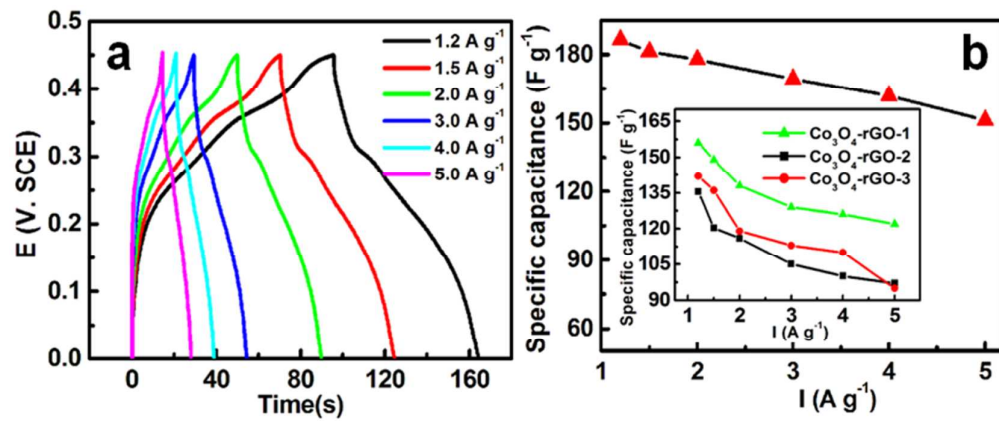 a
0.5
0.4
0.3
0.2
0.1
0.0
E (V. SCE)
1.2 A g⁻¹
1.5 A g⁻¹
2.0 A g⁻¹
3.0 A g⁻¹
4.0 A g⁻¹
5.0 A g⁻¹
0 40 80 120 160
Time(s)
b
180
150
120
90
60
Specific capacitance (F g⁻¹)
165
150
135
120
105
90
Specific capacitance (F g⁻¹)
Co₃O₄-rGO-1
Co₃O₄-rGO-2
Co₃O₄-rGO-3
1 2 3 4 5
I (A g⁻¹)
1 2 3 4 5
I (A g⁻¹)